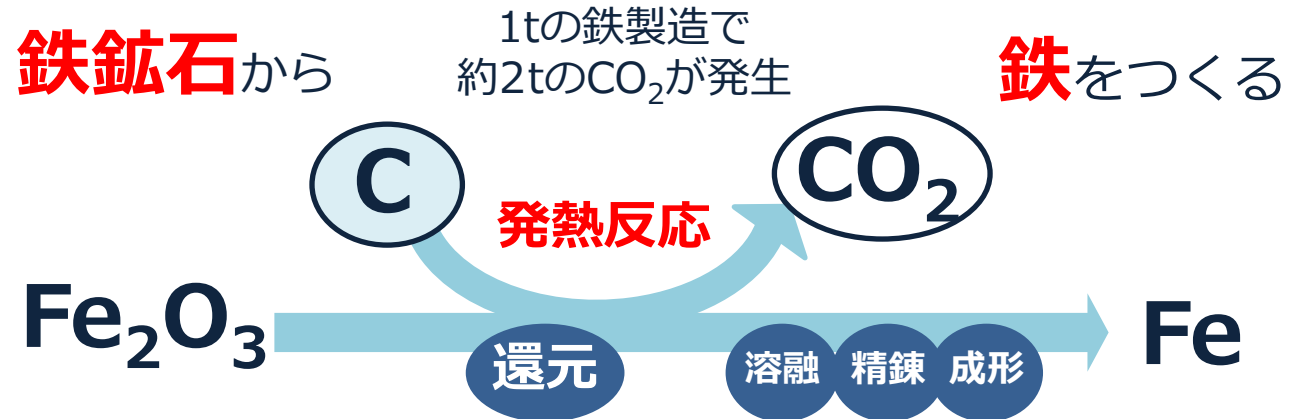 鉄鉱石から
1tの鉄製造で
約2tのCO₂が発生
鉄をつくる
C
CO₂
発熱反応
Fe₂O₃
Fe
還元
溶融
精錬
成形